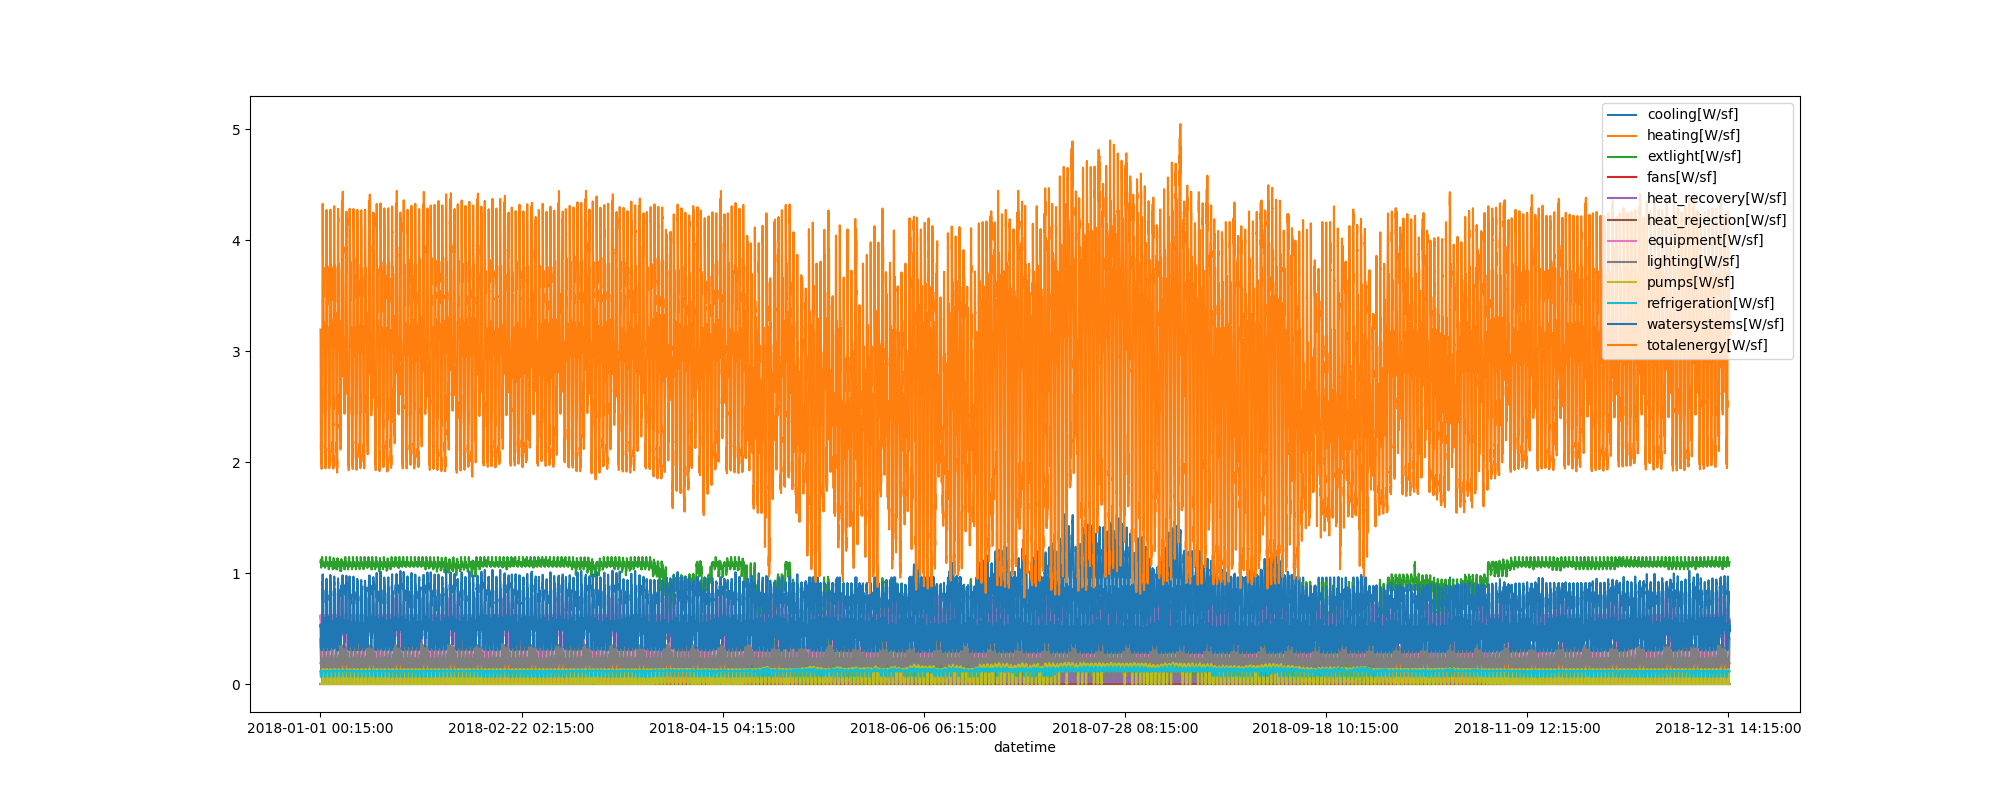 5
4
3
2
1
0
cooling[W/sf]
heating[W/sf]
extlight[W/sf]
fans[W/sf]
heat_recovery[W/sf]
heat_rejection[W/sf]
equipment[W/sf]
lighting[W/sf]
pumps[W/sf]
refrigeration[W/sf]
watersystems[W/sf]
totalenergy[W/sf]
2018-01-01 00:15:00 2018-02-22 02:15:00 2018-04-15 04:15:00 2018-06-06 06:15:00 2018-07-28 08:15:00 2018-09-18 10:15:00 2018-11-09 12:15:00 2018-12-31 14:15:00
datetime